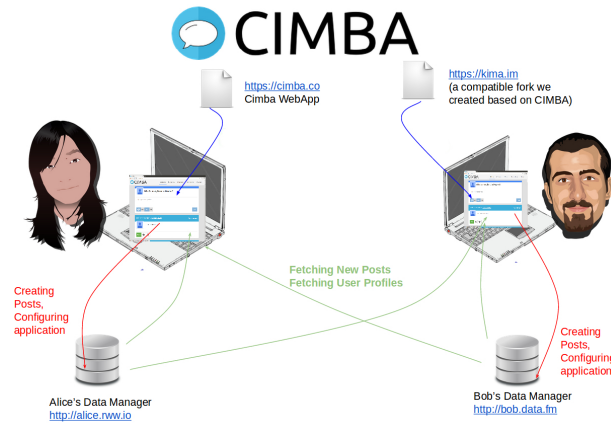 CIMBA
https://cimba.co
Cimba WebApp
https://kima.im
(a compatible fork we
created based on CIMBA)
CIMBA
CIMBA
Fetching New Posts
Fetching User Profiles
Creating
Posts,
Configuring
application
Creating
Posts,
Configuring
application
Alice's Data Manager
http://alice.rww.io
Bob's Data Manager
http://bob.data.fm